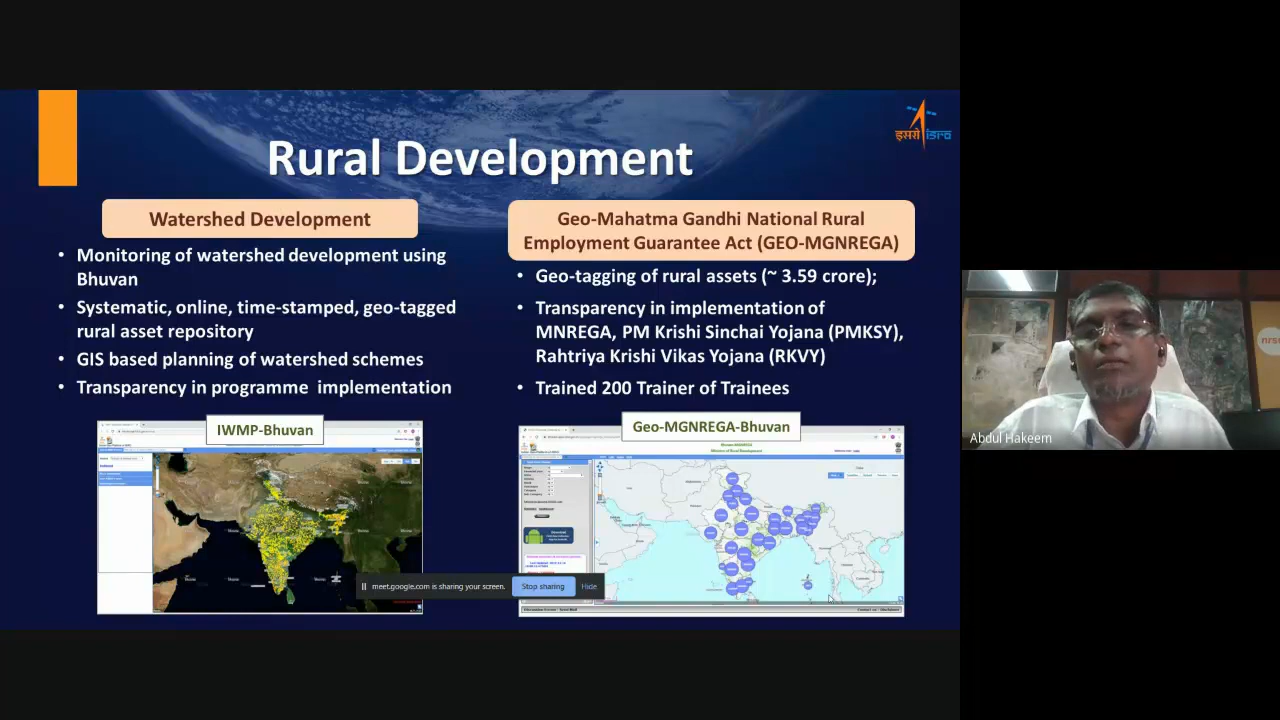 Rural Development
इसरो isro
Watershed Development
• Monitoring of watershed development using
Bhuvan
• Systematic, online, time-stamped, geo-tagged
rural asset repository
• GIS based planning of watershed schemes
• Transparency in programme implementation
IWMP-Bhuvan
Geo-Mahatma Gandhi National Rural
Employment Guarantee Act (GEO-MGNREGA)
• Geo-tagging of rural assets (~ 3.59 crore);
• Transparency in implementation of
MNREGA, PM Krishi Sinchai Yojana (PMKSY),
Rahtriya Krishi Vikas Yojana (RKVY)
• Trained 200 Trainer of Trainees
Geo-MGNREGA-Bhuvan
meet.google.com is sharing your screen.
Stop sharing
Hide
nrsc
Abdul Hakeem